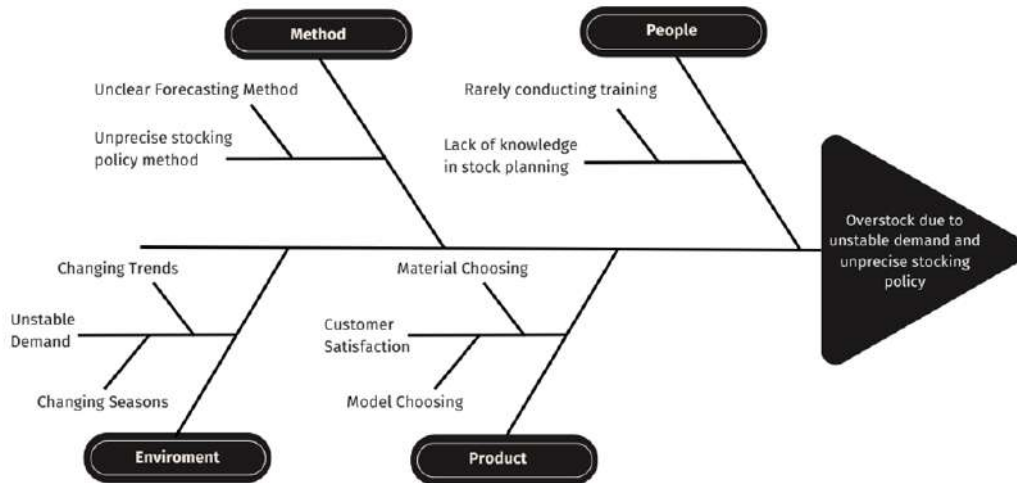 Method
People
Unclear Forecasting Method
Rarely conducting training
Unprecise stocking
policy method
Lack of knowledge
in stock planning
Overstock due to
unstable demand and
unprecise stocking
policy
Changing Trends
Material Choosing
Unstable
Demand
Customer
Satisfaction
Changing Seasons
Model Choosing
Enviroment
Product